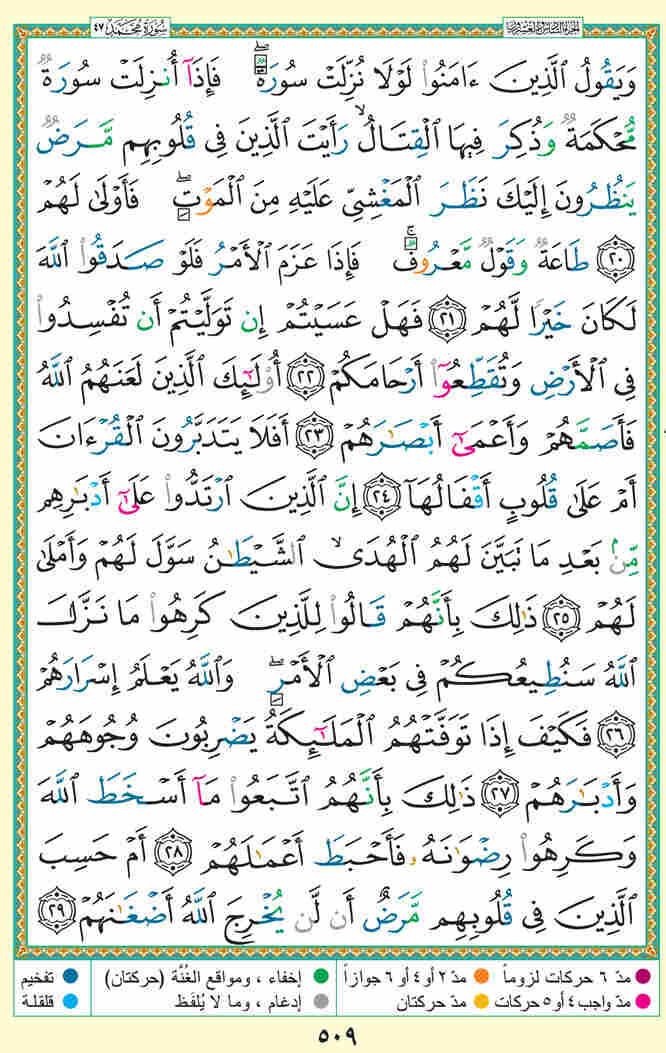 سُورَةُ مُحَمَّد ٤٧
الجزء السادس والعشرون
وَيَقُولُ ٱلَّذِينَ ءَامَنُوا۟ لَوْلَا نُزِّلَتْ سُورَةٌۖ فَإِذَآ أُنزِلَتْ سُورَةٌ
مُّحْكَمَةٌ وَذُكِرَ فِيهَا ٱلْقِتَالُۙ رَأَيْتَ ٱلَّذِينَ فِى قُلُوبِهِم مَّرَضٌ
يَنظُرُونَ إِلَيْكَ نَظَرَ ٱلْمَغْشِىِّ عَلَيْهِ مِنَ ٱلْمَوْتِۖ فَأَوْلَىٰ لَهُمْ
﴿٢٠﴾ طَاعَةٌ وَقَوْلٌ مَّعْرُوفٌۚ فَإِذَا عَزَمَ ٱلْأَمْرُ فَلَوْ صَدَقُوا۟ ٱللَّهَ
لَكَانَ خَيْرًا لَّهُمْ ﴿٢١﴾ فَهَلْ عَسَيْتُمْ إِن تَوَلَّيْتُمْ أَن تُفْسِدُوا۟
فِى ٱلْأَرْضِ وَتُقَطِّعُوٓا۟ أَرْحَامَكُمْ ﴿٢٢﴾ أُو۟لَٰٓئِكَ ٱلَّذِينَ لَعَنَهُمُ ٱللَّهُ
فَأَصَمَّهُمْ وَأَعْمَىٰٓ أَبْصَٰرَهُمْ ﴿٢٣﴾ أَفَلَا يَتَدَبَّرُونَ ٱلْقُرْءَانَ
أَمْ عَلَىٰ قُلُوبٍ أَقْفَالُهَآ ﴿٢٤﴾ إِنَّ ٱلَّذِينَ ٱرْتَدُّوا۟ عَلَىٰٓ أَدْبَٰرِهِم
مِّنۢ بَعْدِ مَا تَبَيَّنَ لَهُمُ ٱلْهُدَىۙ ٱلشَّيْطَٰنُ سَوَّلَ لَهُمْ وَأَمْلَىٰ
لَهُمْ ﴿٢٥﴾ ذَٰلِكَ بِأَنَّهُمْ قَالُوا۟ لِلَّذِينَ كَرِهُوا۟ مَا نَزَّلَ
ٱللَّهُ سَنُطِيعُكُمْ فِى بَعْضِ ٱلْأَمْرِۖ وَٱللَّهُ يَعْلَمُ إِسْرَارَهُمْ
﴿٢٦﴾ فَكَيْفَ إِذَا تَوَفَّتْهُمُ ٱلْمَلَٰٓئِكَةُ يَضْرِبُونَ وُجُوهَهُمْ
وَأَدْبَٰرَهُمْ ﴿٢٧﴾ ذَٰلِكَ بِأَنَّهُمُ ٱتَّبَعُوا۟ مَآ أَسْخَطَ ٱللَّهَ
وَكَرِهُوا۟ رِضْوَٰنَهُۥ فَأَحْبَطَ أَعْمَٰلَهُمْ ﴿٢٨﴾ أَمْ حَسِبَ
ٱلَّذِينَ فِى قُلُوبِهِم مَّرَضٌ أَن لَّن يُخْرِجَ ٱللَّهُ أَضْغَٰنَهُمْ ﴿٢٩﴾
مدّ ٦ حركات لزوماً مدّ ٢ أو ٤ أو ٦ جوازاً إخفاء ، ومواقع الغُنَّة (حركتان) تفخيم
مدّ واجب ٤ أو ٥ حركات مدّ حركتان إدغام ، وما لا يُلفَظ قلقلة
٥٠٩